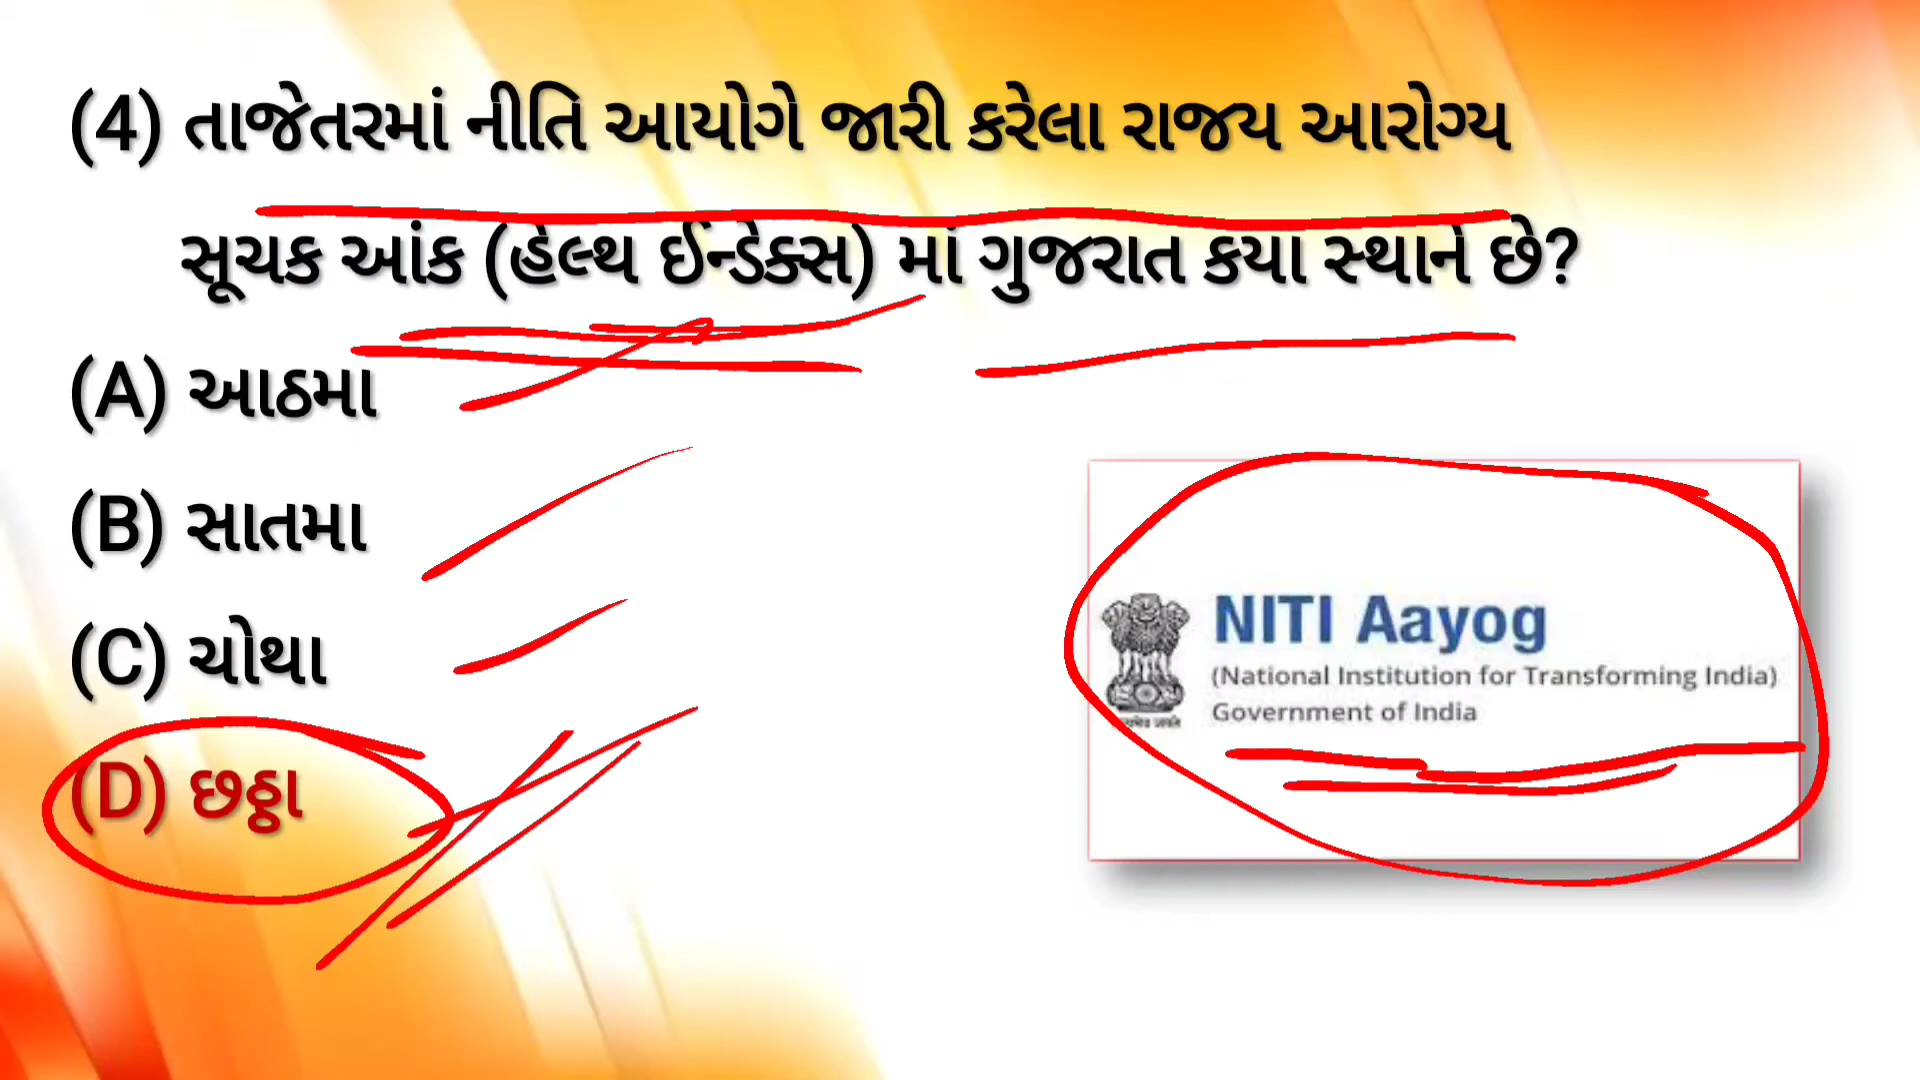 (4) તાજેતરમાં નીતિ આયોગે જારી કરેલા રાજ્ય આરોગ્ય
સૂચક આંક (હેલ્થ ઈન્ડેક્સ) માં ગુજરાત કયા સ્થાને છે?
(A) આઠમા
(B) સાતમા
(C) ચોથા
(D) છઠ્ઠા
NITI Aayog
(National Institution for Transforming India)
Government of India